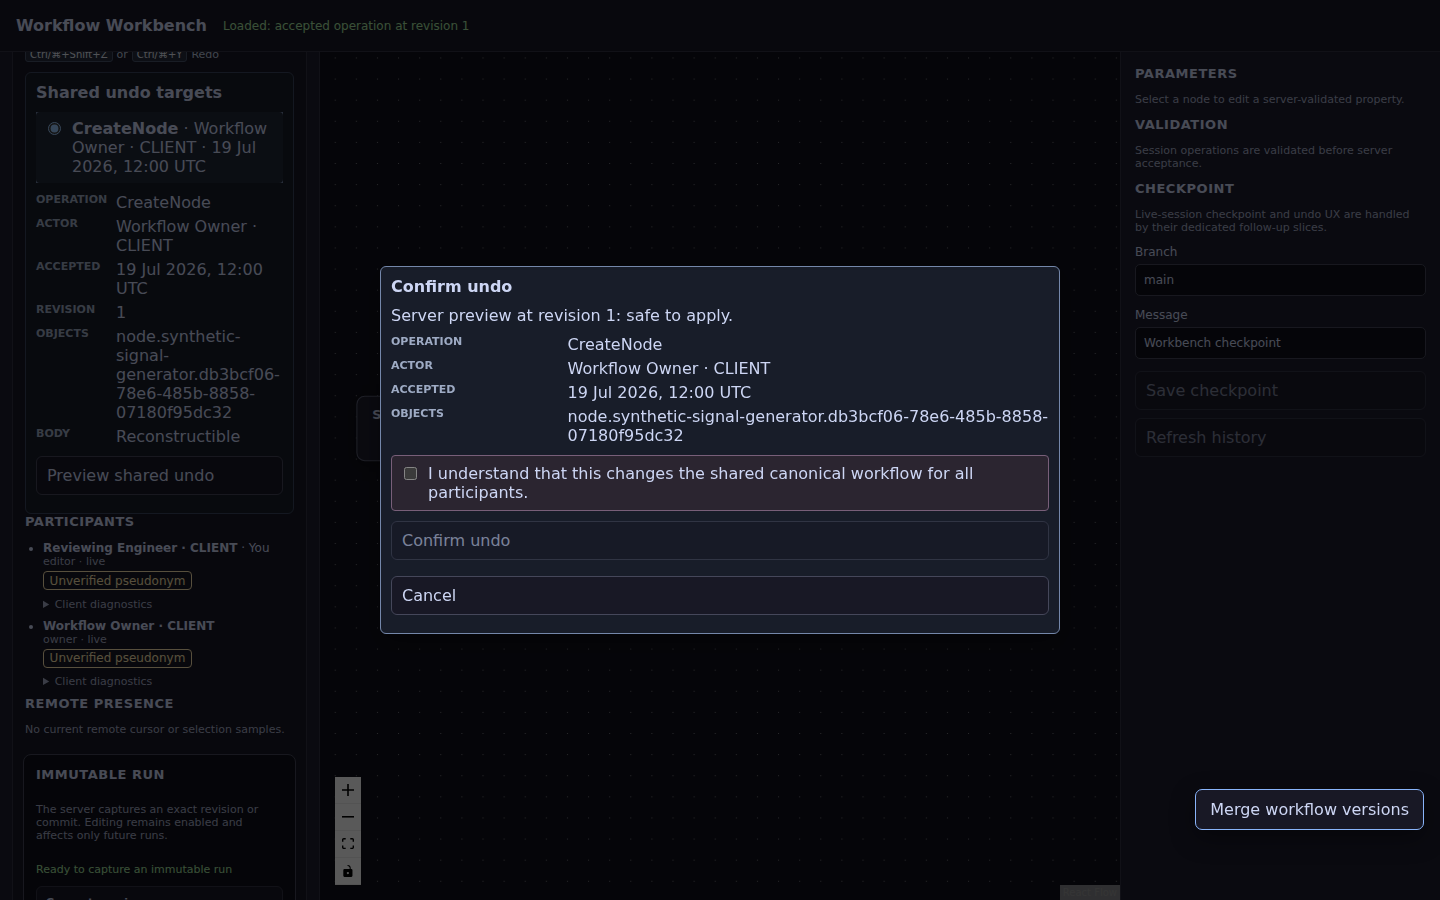 Workflow Workbench
Loaded: accepted operation at revision 1
Ctrl/⌘+Shift+Z or Ctrl/⌘+Y Redo
Shared undo targets
CreateNode · Workflow
Owner · CLIENT · 19 Jul
2026, 12:00 UTC
OPERATION CreateNode
ACTOR Workflow Owner ·
CLIENT
ACCEPTED 19 Jul 2026, 12:00
UTC
REVISION 1
OBJECTS node.synthetic-
signal-
generator.db3bcf06-
78e6-485b-8858-
07180f95dc32
BODY Reconstructible
Preview shared undo
PARTICIPANTS
Reviewing Engineer · CLIENT · You
editor · live
Unverified pseudonym
Client diagnostics
Workflow Owner · CLIENT
owner · live
Unverified pseudonym
Client diagnostics
REMOTE PRESENCE
No current remote cursor or selection samples.
IMMUTABLE RUN
The server captures an exact revision or
commit. Editing remains enabled and
affects only future runs.
Ready to capture an immutable run
Confirm undo
Server preview at revision 1: safe to apply.
OPERATION CreateNode
ACTOR Workflow Owner · CLIENT
ACCEPTED 19 Jul 2026, 12:00 UTC
OBJECTS node.synthetic-signal-generator.db3bcf06-78e6-485b-8858-
07180f95dc32
I understand that this changes the shared canonical workflow for all
participants.
Confirm undo
Cancel
PARAMETERS
Select a node to edit a server-validated property.
VALIDATION
Session operations are validated before server
acceptance.
CHECKPOINT
Live-session checkpoint and undo UX are handled
by their dedicated follow-up slices.
Branch
main
Message
Workbench checkpoint
Save checkpoint
Refresh history
Merge workflow versions